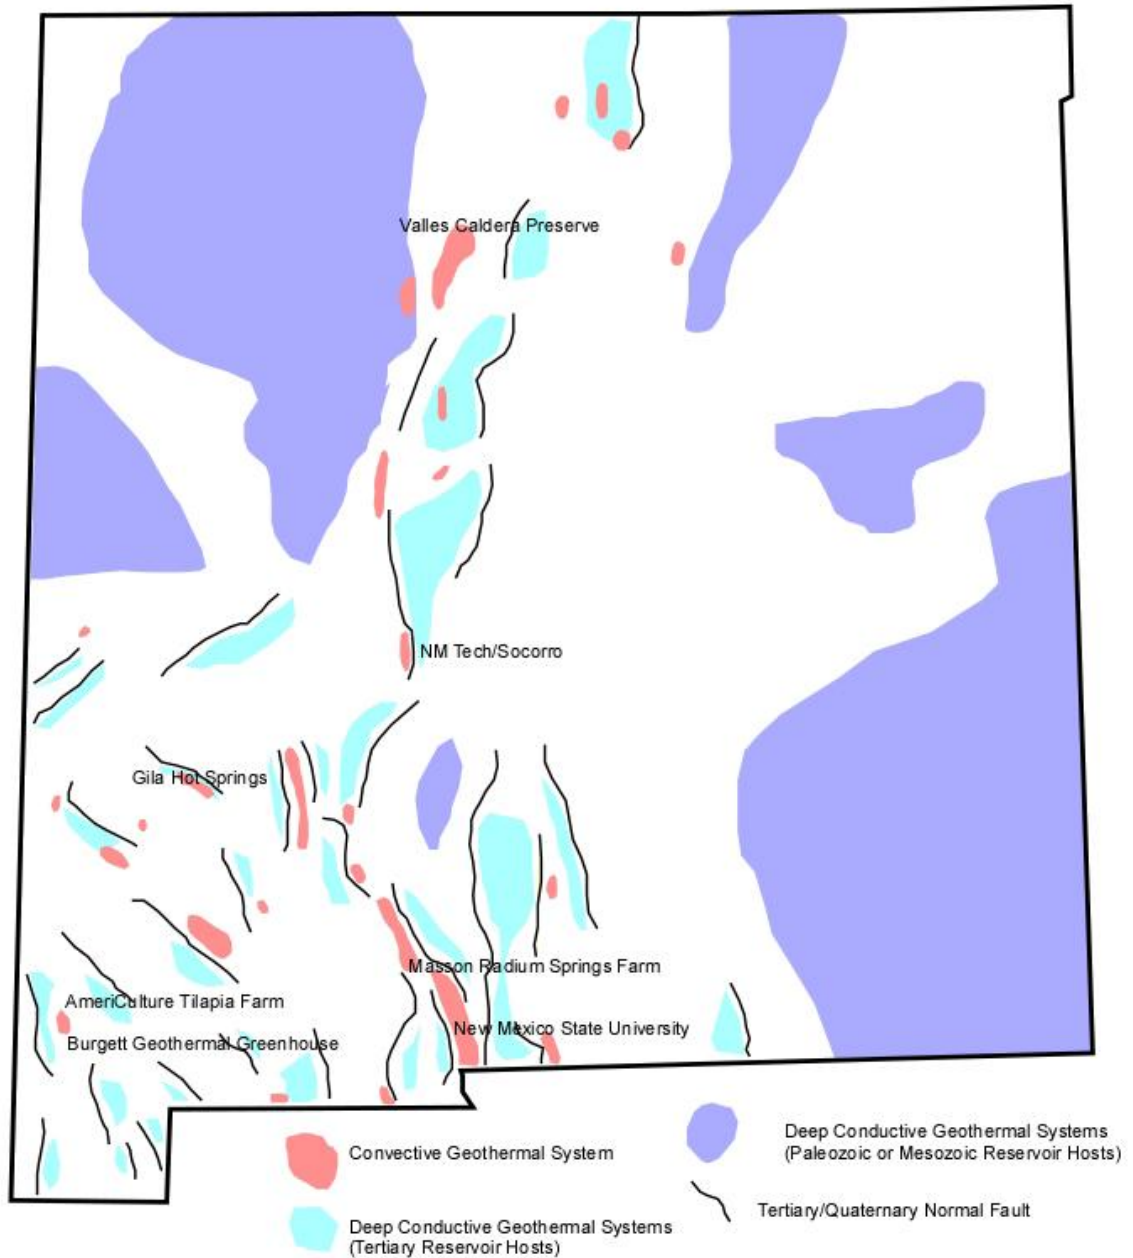 Valles Caldera Preserve
NM Tech/Socorro
Gila Hot Springs
Masson Radium Springs Farm
AmeriCulture Tilapia Farm
New Mexico State University
Burgett Geothermal Greenhouse
Convective Geothermal System
Deep Conductive Geothermal Systems
(Tertiary Reservoir Hosts)
Deep Conductive Geothermal Systems
(Paleozoic or Mesozoic Reservoir Hosts)
Tertiary/Quaternary Normal Fault